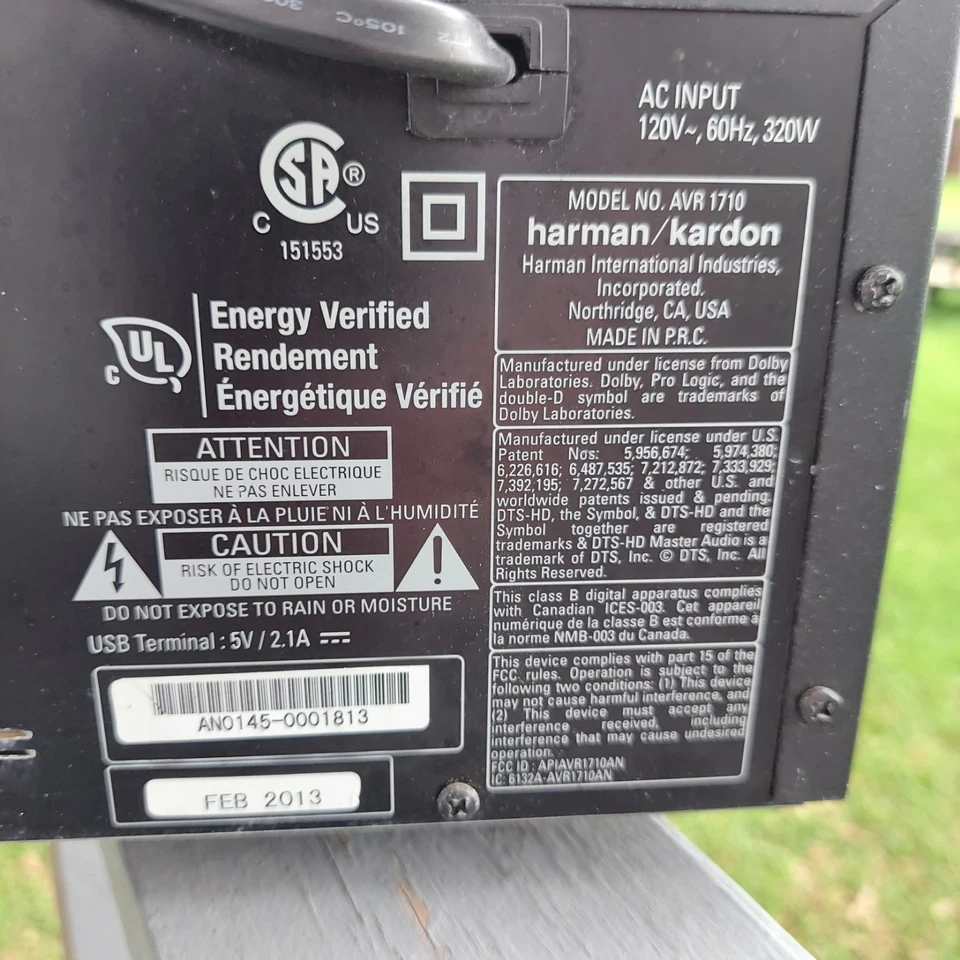 105°C 300
AC INPUT
120V~, 60Hz, 320W
CSA®
C US
151553
MODEL NO. AVR 1710
harman/kardon
Harman International Industries,
Incorporated.
Northridge, CA, USA
MADE IN P.R.C.
C UL
Energy Verified
Rendement
Énergétique Vérifié
Manufactured under license from Dolby
Laboratories. Dolby, Pro Logic, and the
double-D symbol are trademarks of
Dolby Laboratories.
ATTENTION
RISQUE DE CHOC ELECTRIQUE
NE PAS ENLEVER
NE PAS EXPOSER À LA PLUIE NI À L'HUMIDITÉ
CAUTION
RISK OF ELECTRIC SHOCK
DO NOT OPEN
DO NOT EXPOSE TO RAIN OR MOISTURE
USB Terminal : 5V / 2.1A
Manufactured under license under U.S.
Patent Nos: 5,956,674; 5,974,380;
6,226,616; 6,487,535; 7,212,872; 7,333,929;
7,392,195; 7,272,567 & other U.S. and
worldwide patents issued & pending.
DTS-HD, the Symbol, & DTS-HD and the
Symbol together are registered
trademarks & DTS-HD Master Audio is a
trademark of DTS, Inc. © DTS, Inc. All
Rights Reserved.
This class B digital apparatus complies
with Canadian ICES-003. Cet appareil
numérique de la classe B est conforme à
la norme NMB-003 du Canada.
This device complies with part 15 of the
FCC rules. Operation is subject to the
following two conditions: (1) This device
may not cause harmful interference, and
(2) This device must accept any
interference received, including
interference that may cause undesired
operation.
FCC ID : APIAVR1710AN
IC: 6132A-AVR1710AN
AN0145-0001813
FEB 2013